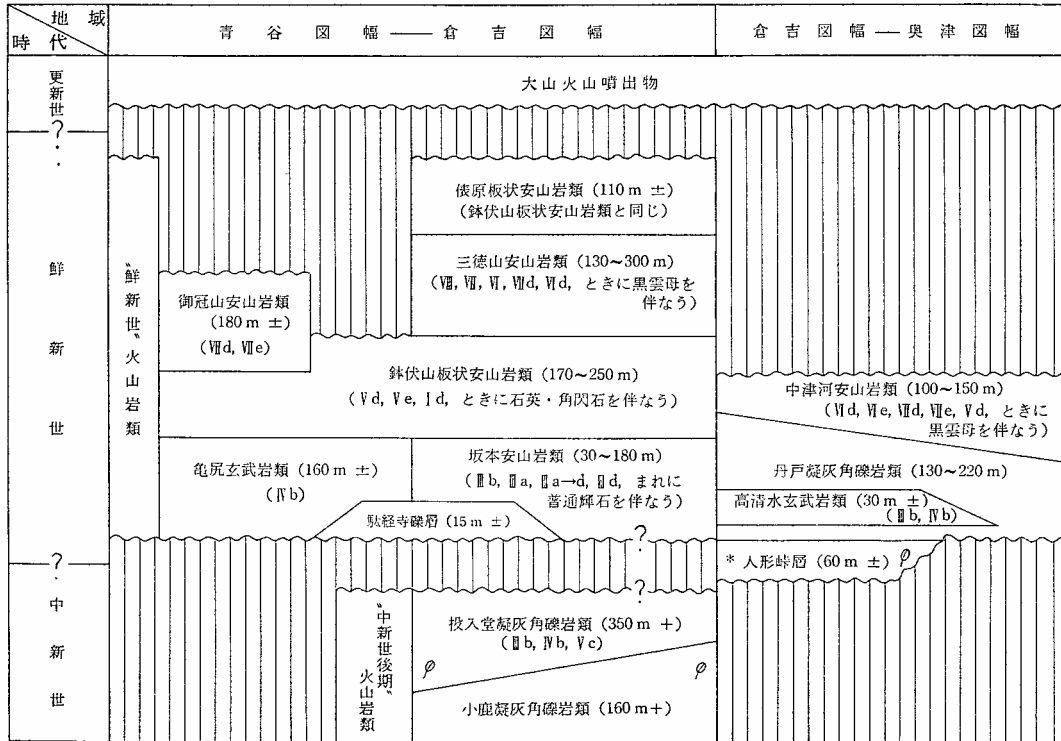 地域
時代
青谷図幅――倉吉図幅
倉吉図幅―奥津図幅
更新世
大山火山噴出物
?
鮮新世
“鮮新世”火山岩類
俵原板状安山岩類 (110 m ±)
(鉢伏山板状安山岩類と同じ)
三徳山安山岩類 (130~300 m)
(Ⅷ, Ⅶ, Ⅵ, Ⅶd, Ⅵd, ときに黒雲母を
伴なう)
御冠山安山岩類
(180 m ±)
(Ⅶd, Ⅶe)
鉢伏山板状安山岩類 (170~250 m)
(Ⅴd, Ⅴe, Ⅰd, ときに石英・角閃石を伴なう)
中津河安山岩類 (100~150 m)
(Ⅵd, Ⅵe, Ⅶd, Ⅶe, Ⅴd, ときに
黒雲母を伴なう)
亀尻玄武岩類 (160 m ±)
(Ⅳb)
坂本安山岩類 (30~180 m)
まれに
普通輝石を伴なう)
駄経寺礫層 (15 m ±)
?
丹戸凝灰角礫岩類 (130~220 m)
高清水玄武岩類 (30 m ±)
Ⅳb)
* 人形峠層 (60 m ±)
φ
?
中新世
“中新世後期”
火山岩類
?
投入堂凝灰角礫岩類 (350 m +)
Ⅳb, Ⅴc)
φ
φ
小鹿凝灰角礫岩類 (160 m+)